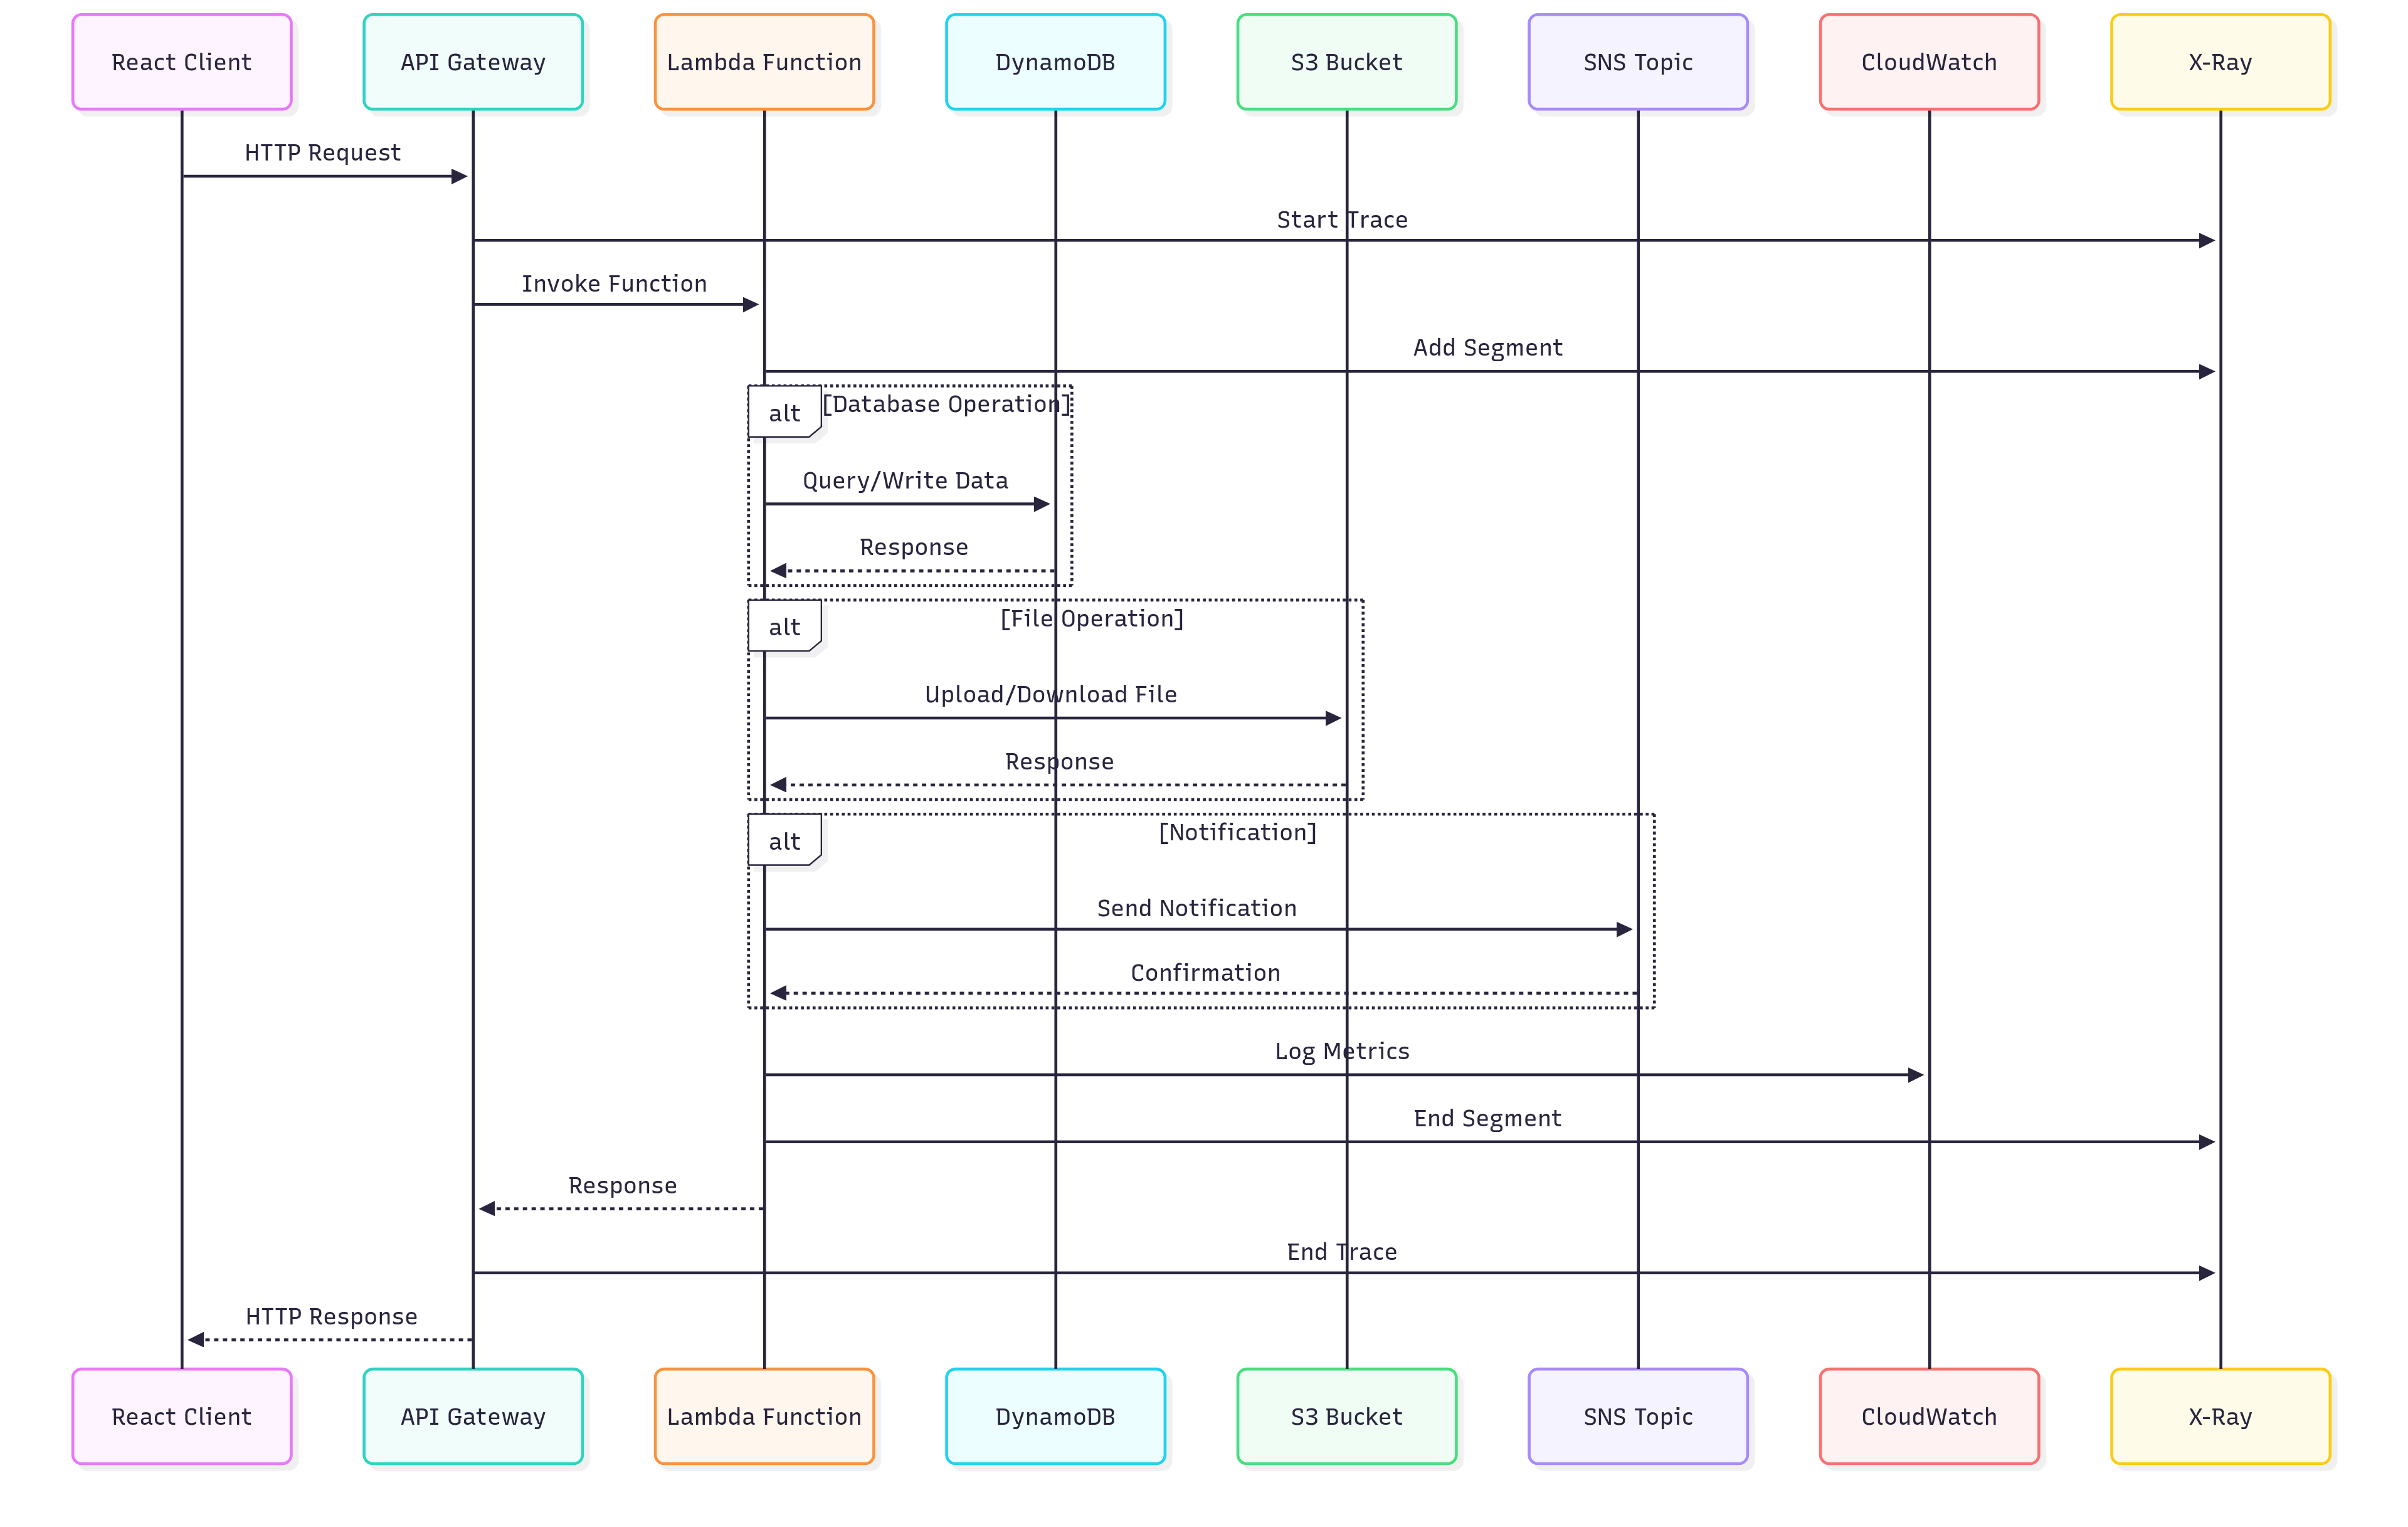 React Client
API Gateway
Lambda Function
DynamoDB
S3 Bucket
SNS Topic
CloudWatch
X-Ray
HTTP Request
Start Trace
Invoke Function
Add Segment
alt
[Database Operation]
Query/Write Data
Response
alt
[File Operation]
Upload/Download File
Response
alt
[Notification]
Send Notification
Confirmation
Log Metrics
End Segment
Response
End Trace
HTTP Response
React Client
API Gateway
Lambda Function
DynamoDB
S3 Bucket
SNS Topic
CloudWatch
X-Ray